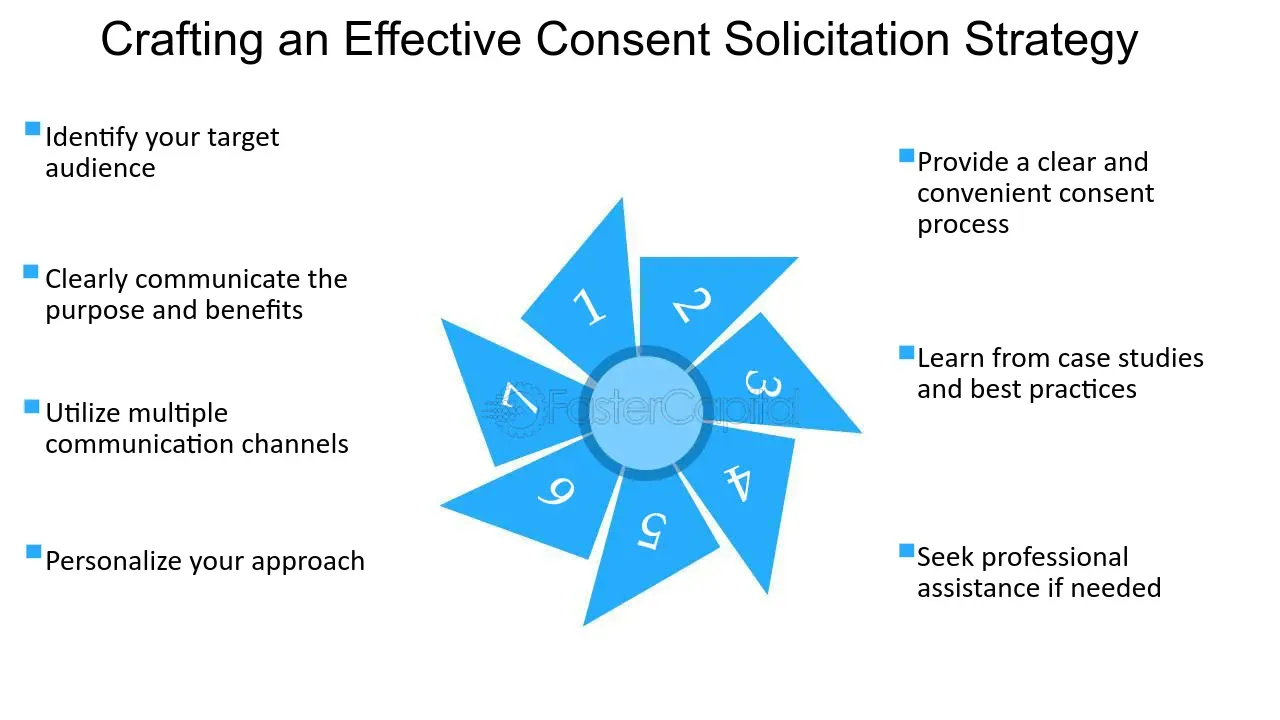 Crafting an Effective Consent Solicitation Strategy
Identify your target
audience
Clearly communicate the
purpose and benefits
Utilize multiple
communication channels
Personalize your approach
Provide a clear and
convenient consent
process
Learn from case studies
and best practices
Seek professional
assistance if needed
1
2
3
4
5
6
7
FasterCapital